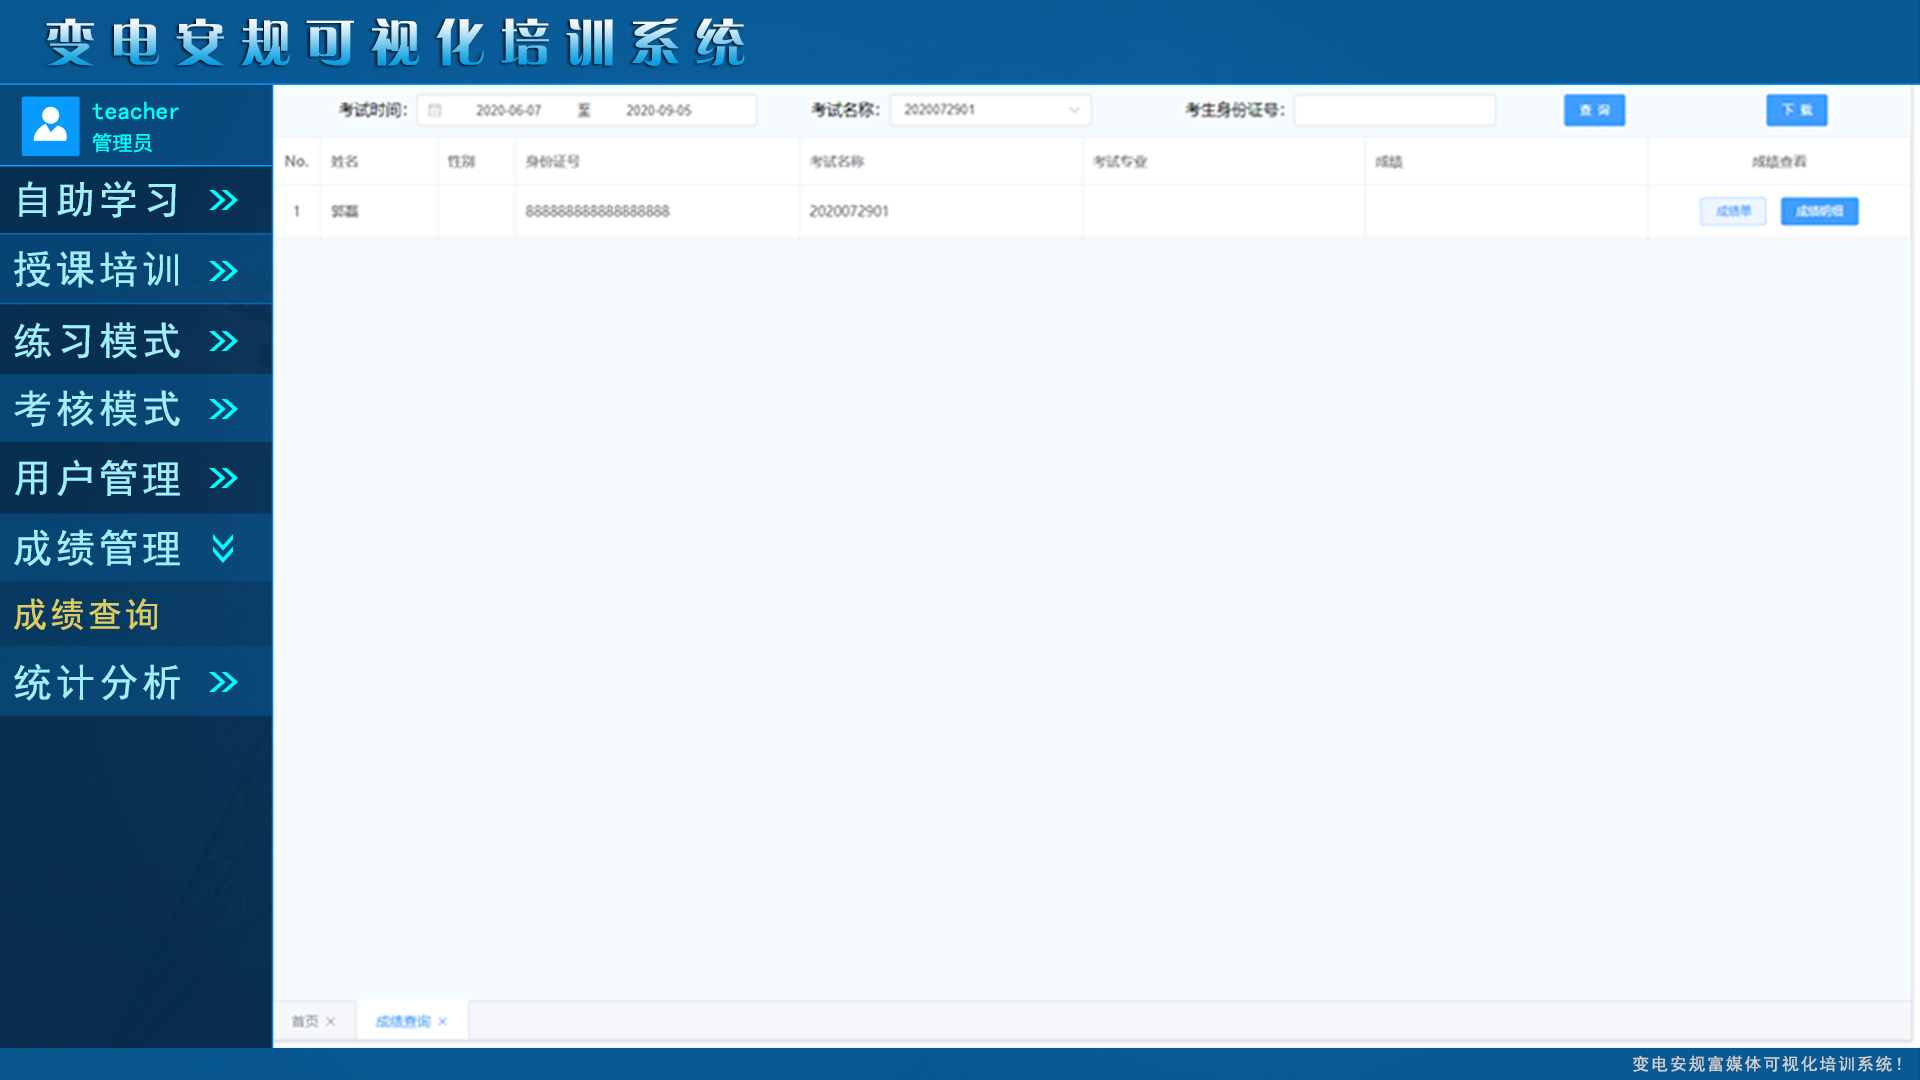 变电安规可视化培训系统
teacher
管理员
自助学习
授课培训
练习模式
考核模式
用户管理
成绩管理
成绩查询
统计分析
考试时间: 2020-06-07 至 2020-09-05 考试名称: 2020072901 考生身份证号: 查 询 下 载
No. 姓名 性别 身份证号 考试名称 考试专业 成绩 成绩查看
1 郭磊 888888888888888888 2020072901 成绩单 成绩明细
首页 × 成绩查询 ×
变电安规富媒体可视化培训系统!